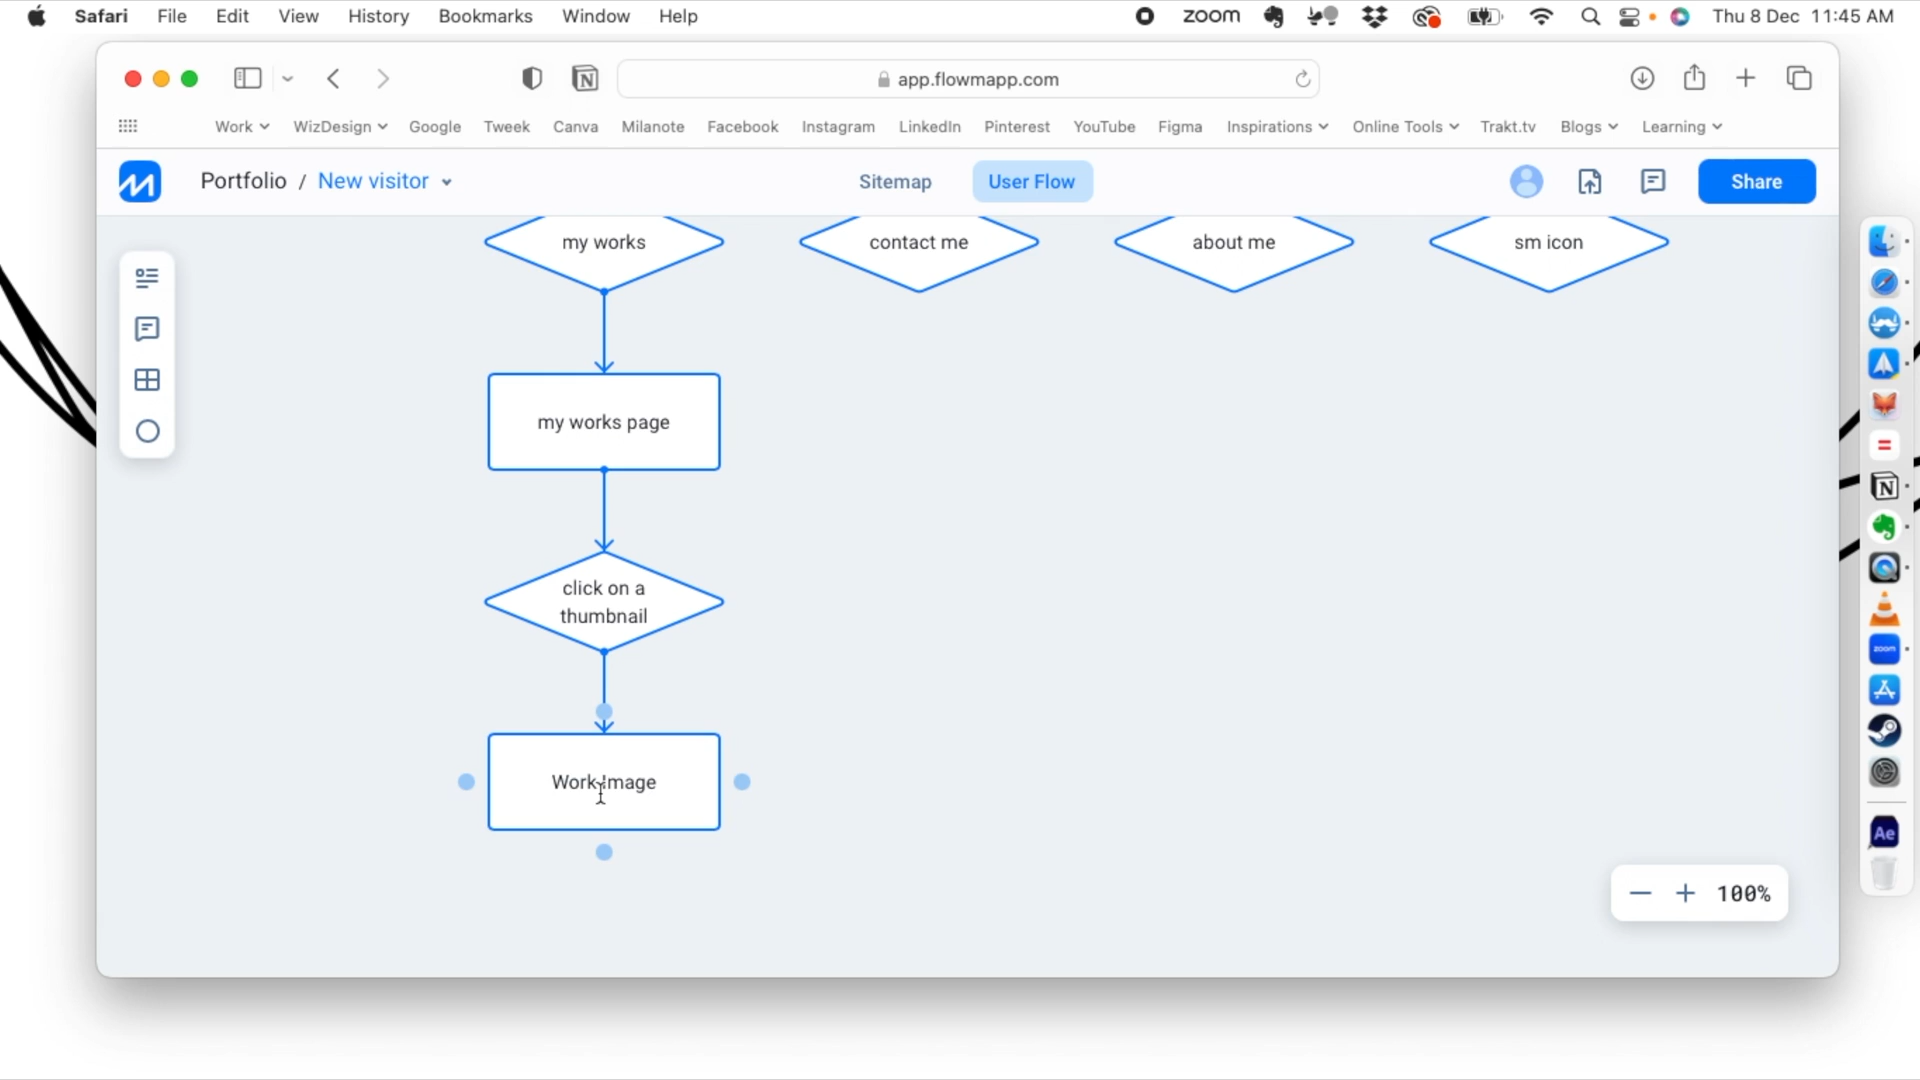 Safari File Edit View History Bookmarks Window Help zoom Thu 8 Dec 11:45 AM
app.flowmapp.com
Work WizDesign Google Tweek Canva Milanote Facebook Instagram LinkedIn Pinterest YouTube Figma Inspirations Online Tools Trakt.tv Blogs Learning
Portfolio / New visitor Sitemap User Flow Share
my works contact me about me sm icon
my works page
click on a
thumbnail
zoom
Work image
Ae
100%